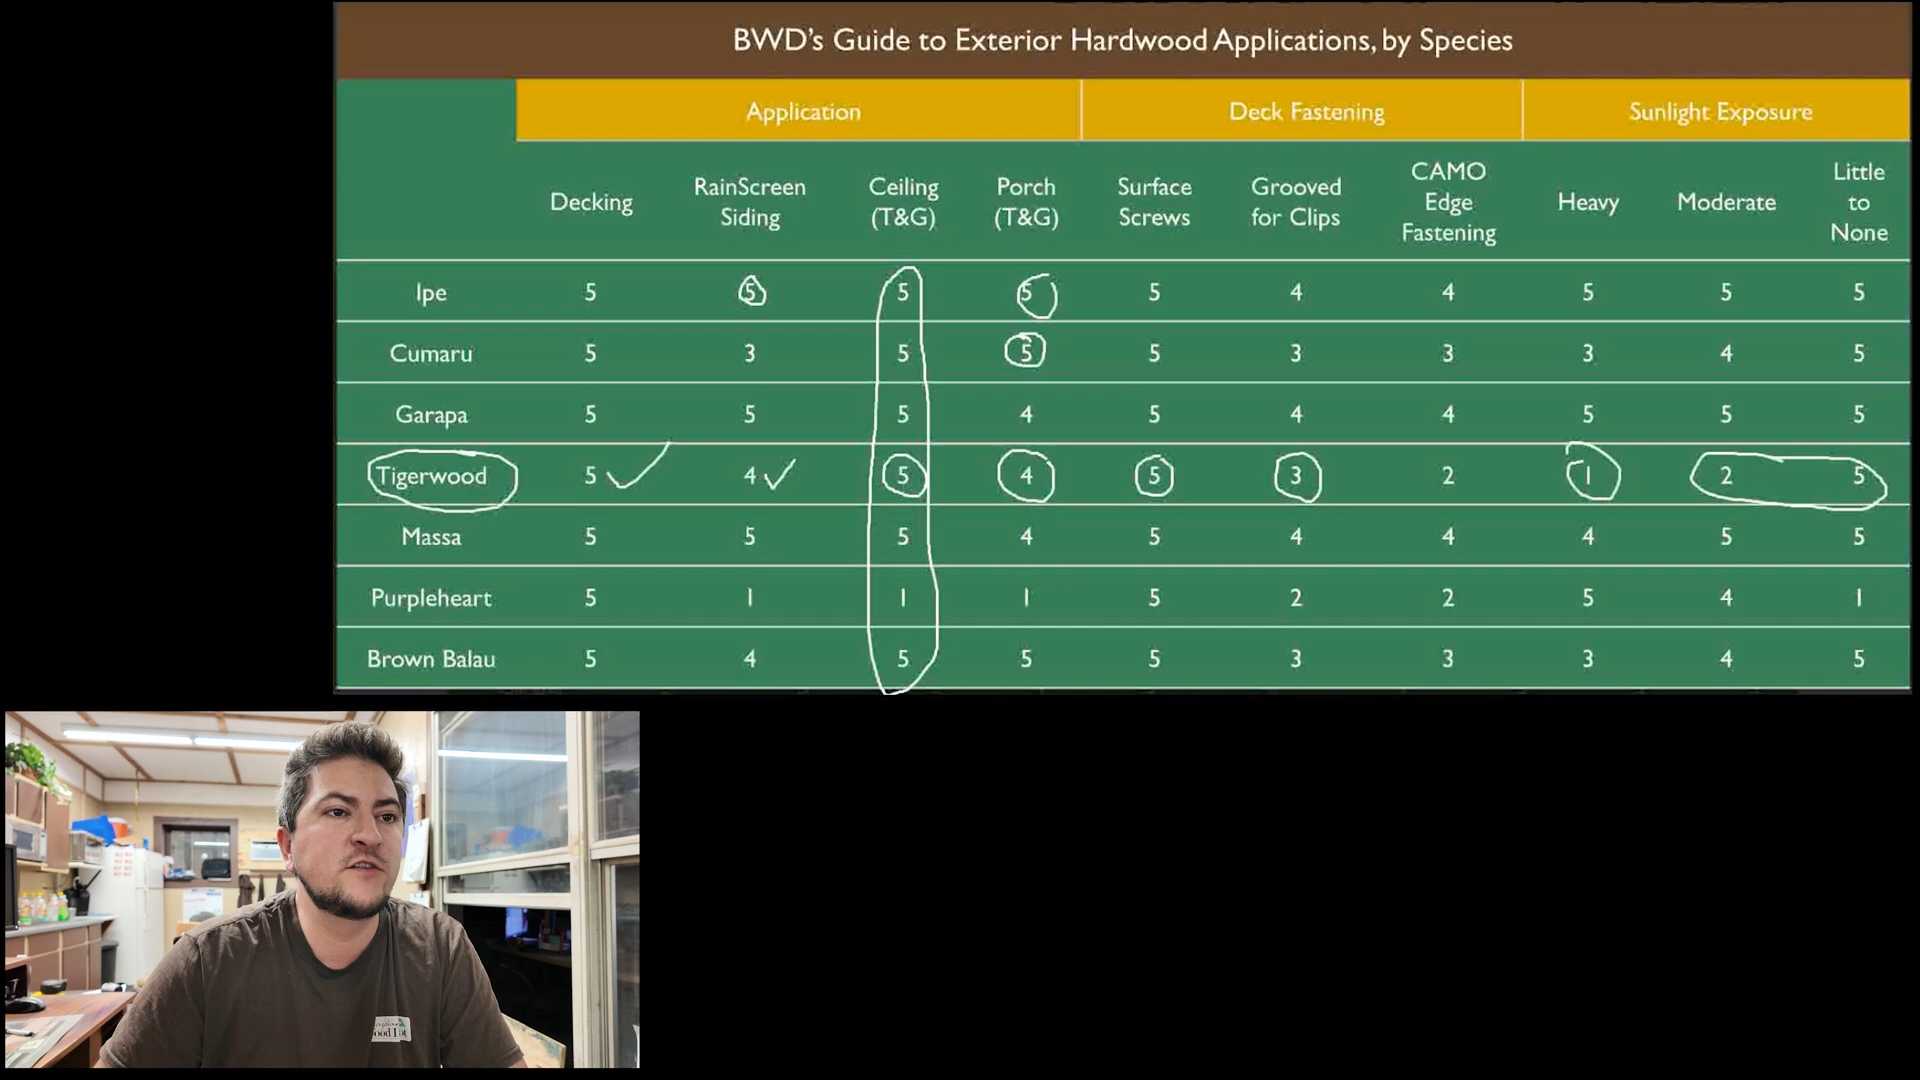 BWD's Guide to Exterior Hardwood Applications, by Species
Application Deck Fastening Sunlight Exposure
Decking RainScreen Siding Ceiling (T&G) Porch (T&G) Surface Screws Grooved for Clips CAMO Edge Fastening Heavy Moderate Little to None
Ipe 5 5 5 5 5 4 4 5 5 5
Cumaru 5 3 5 5 5 3 3 3 4 5
Garapa 5 5 5 4 5 4 4 5 5 5
Tigerwood 5 4 5 4 5 3 2 1 2 5
Massa 5 5 5 4 5 4 4 4 5 5
Purpleheart 5 1 1 1 5 2 2 5 4 1
Brown Balau 5 4 5 5 5 3 3 3 4 5